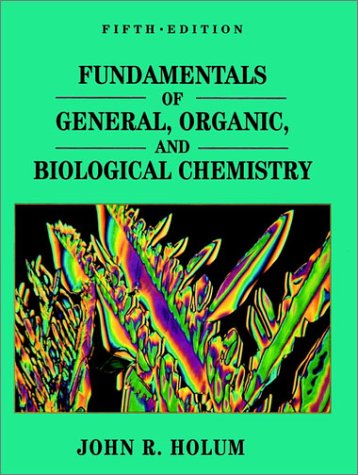 FIFTH·EDITION
FUNDAMENTALS
OF
GENERAL, ORGANIC,
AND
BIOLOGICAL CHEMISTRY
JOHN R. HOLUM